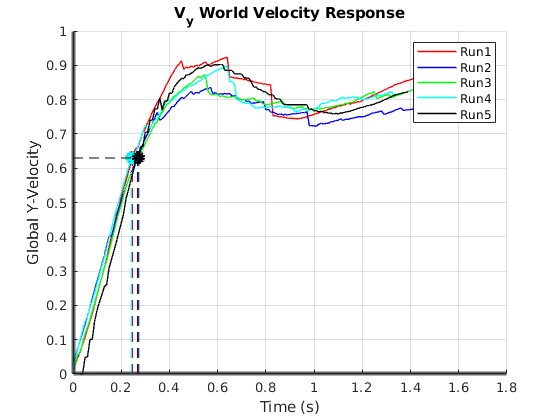 Vy World Velocity Response
Global Y-Velocity
1
0.9
0.8
0.7
0.6
0.5
0.4
0.3
0.2
0.1
0
Run1
Run2
Run3
Run4
Run5
0 0.2 0.4 0.6 0.8 1 1.2 1.4 1.6 1.8
Time (s)